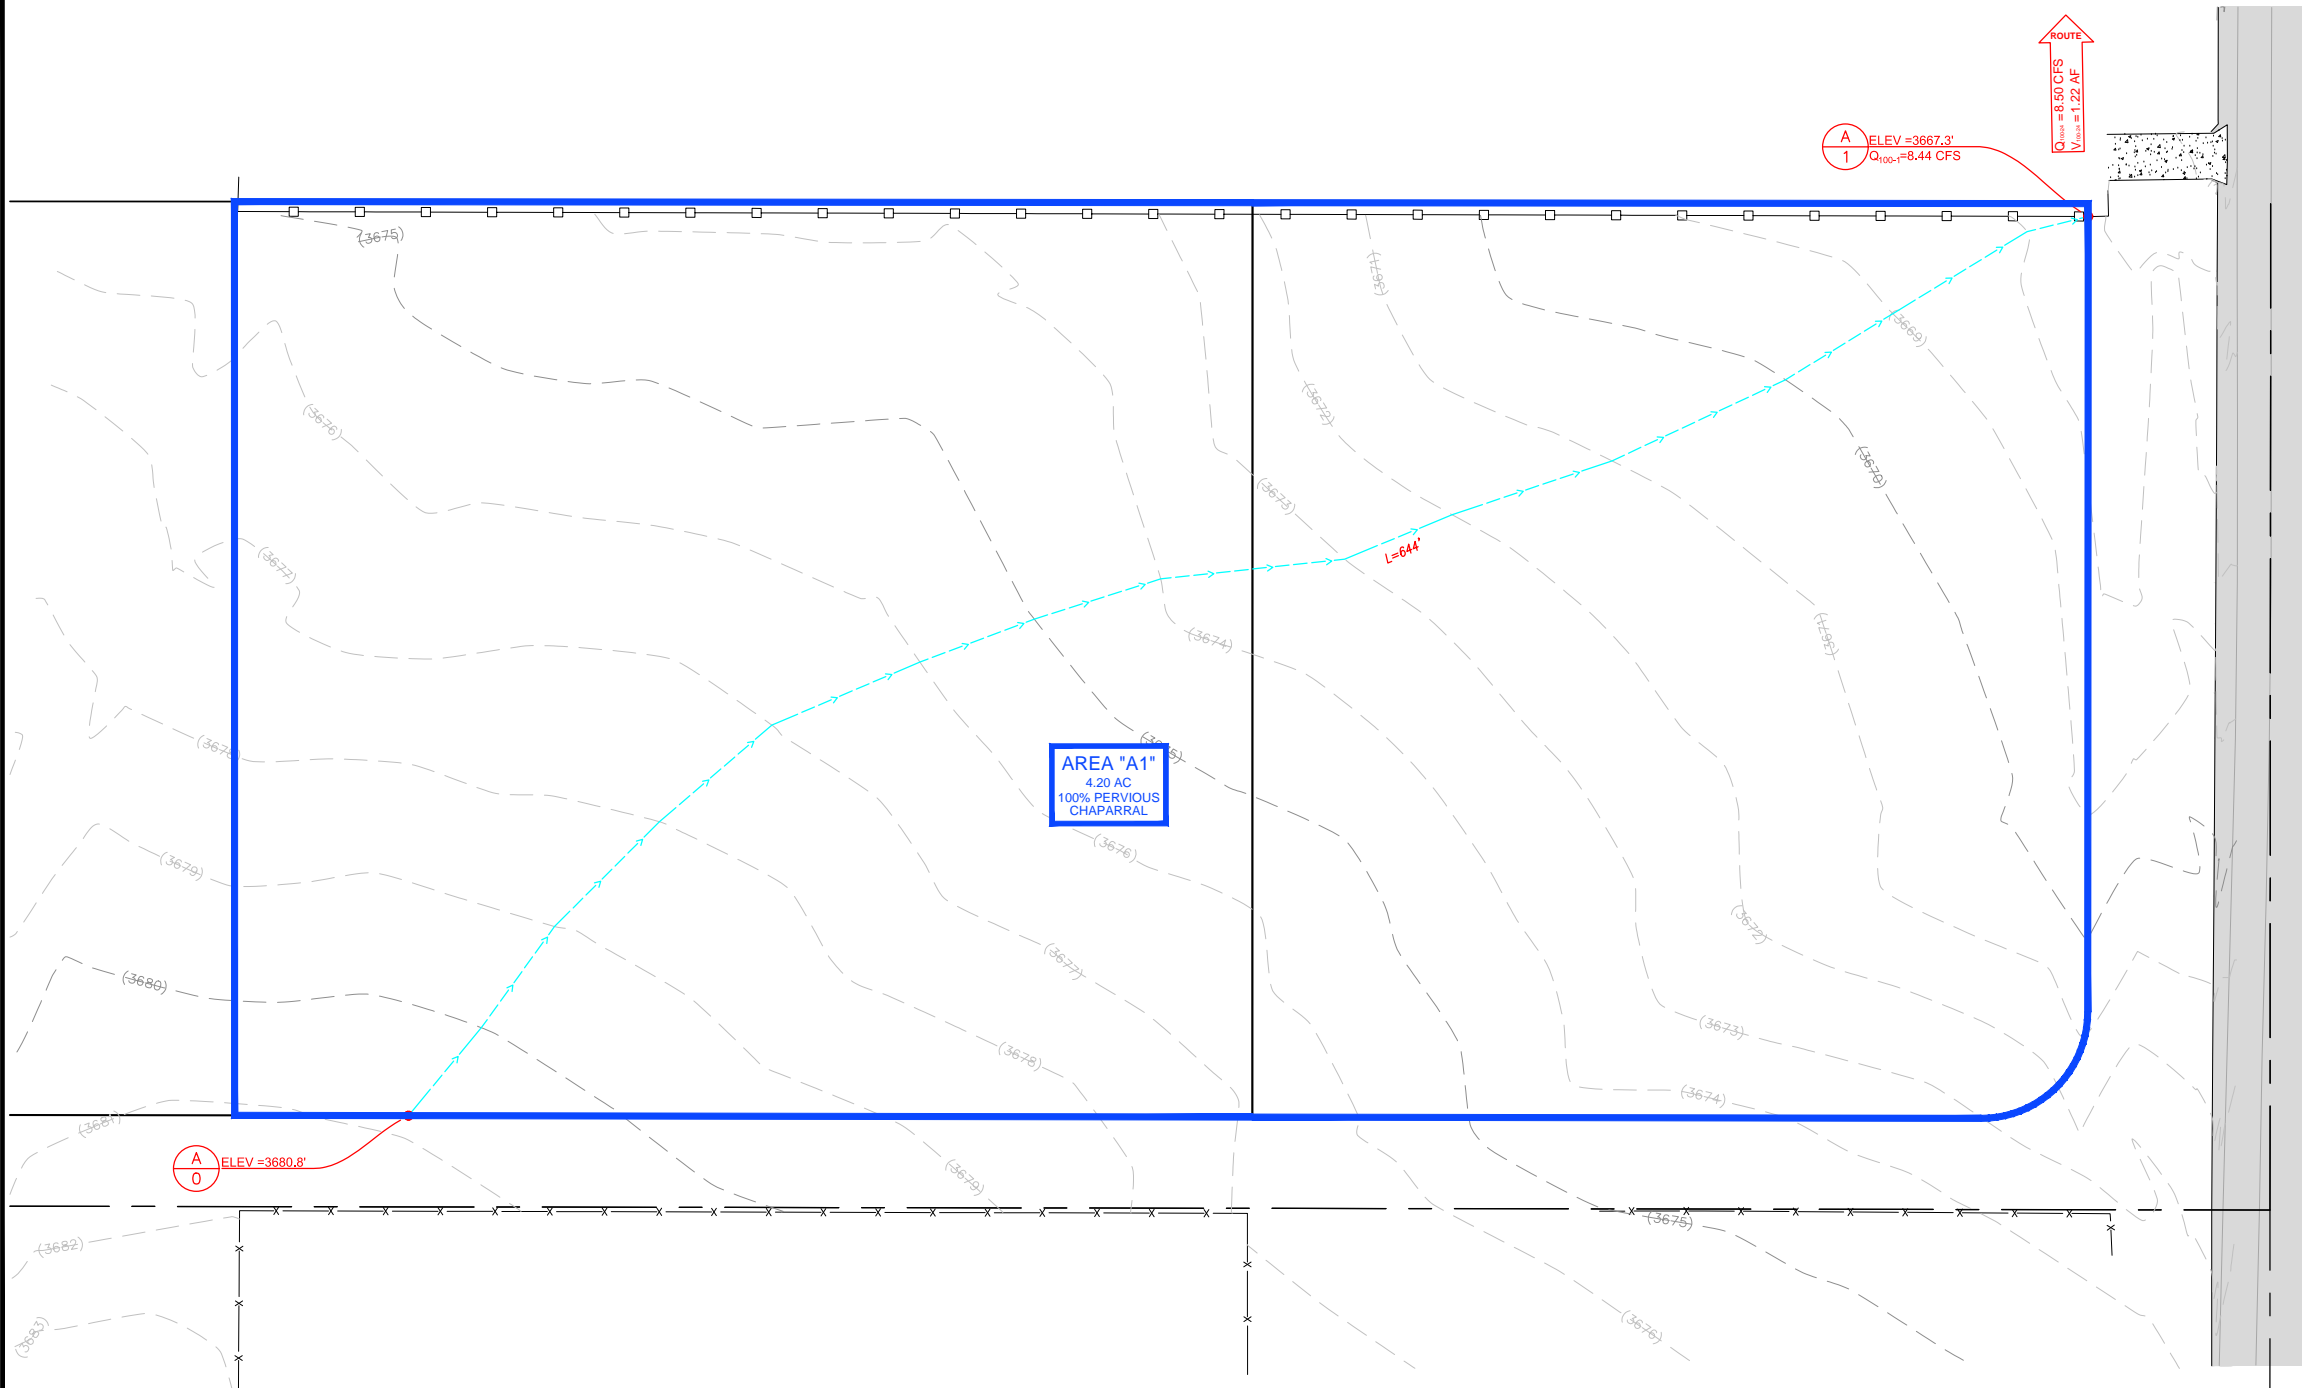 ROUTE
Q100-24 = 8.50 CFS
V100-24 = 1.22 AF
A
1
ELEV =3667.3'
Q100-1=8.44 CFS
(3675)
(3671)
(3669)
(3676)
(3672)
(3670)
(3673)
L=644'
(3677)
(3674)
(3671)
(3678)
AREA "A1"
4.20 AC
100% PERVIOUS
CHAPARRAL
(3676)
(3679)
(3672)
(3677)
(3680)
(3673)
(3678)
(3674)
(3681)
A
0
ELEV =3680.8'
(3679)
(3675)
(3682)
(3676)
(3683)